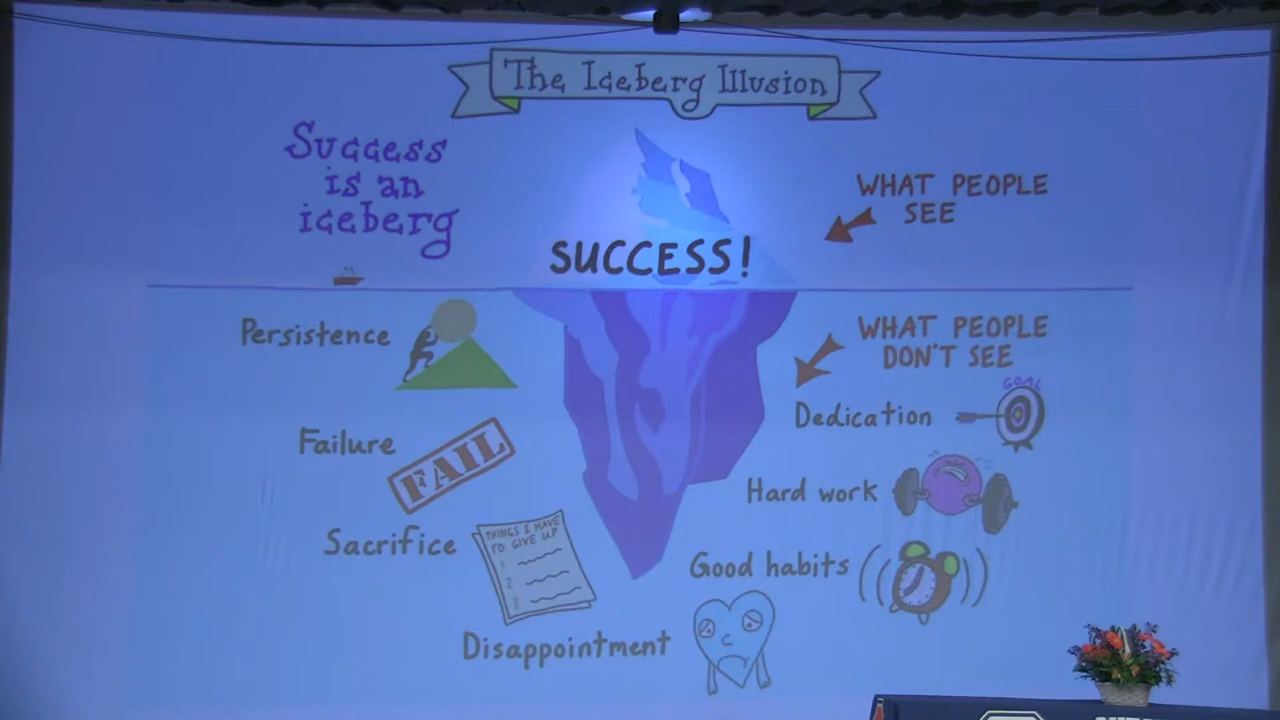 The Iceberg Illusion
Success
is an
iceberg
WHAT PEOPLE
SEE
SUCCESS!
Persistence
WHAT PEOPLE
DON'T SEE
GOAL
Dedication
Failure
FAIL
Hard work
Sacrifice
THINGS I HAVE
TO GIVE UP
1
2
3
Good habits
Disappointment